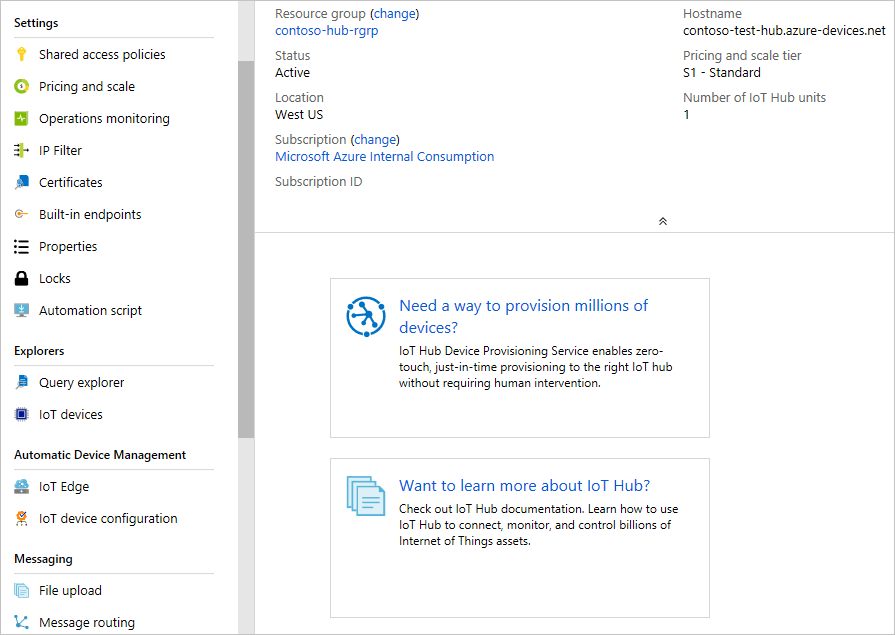 Settings
Shared access policies
Pricing and scale
Operations monitoring
IP Filter
Certificates
Built-in endpoints
Properties
Locks
Automation script
Explorers
Query explorer
IoT devices
Automatic Device Management
IoT Edge
IoT device configuration
Messaging
File upload
Message routing
Resource group (change)
contoso-hub-rgrp
Status
Active
Location
West US
Subscription (change)
Microsoft Azure Internal Consumption
Subscription ID
Hostname
contoso-test-hub.azure-devices.net
Pricing and scale tier
S1 - Standard
Number of IoT Hub units
1
Need a way to provision millions of
devices?
IoT Hub Device Provisioning Service enables zero-
touch, just-in-time provisioning to the right IoT hub
without requiring human intervention.
Want to learn more about IoT Hub?
Check out IoT Hub documentation. Learn how to use
IoT Hub to connect, monitor, and control billions of
Internet of Things assets.